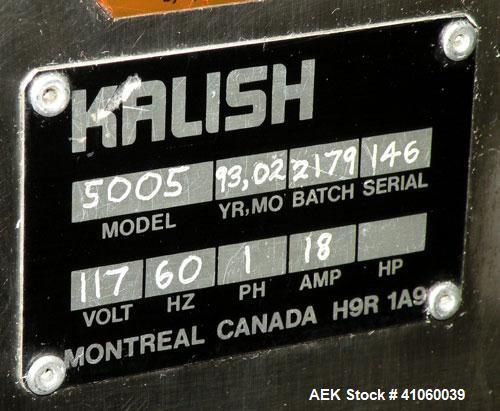 KALISH
5005 93,02 2179 146
MODEL YR,MO BATCH SERIAL
117 60 1 18
VOLT HZ PH AMP HP
MONTREAL CANADA H9R 1A9
AEK Stock # 41060039